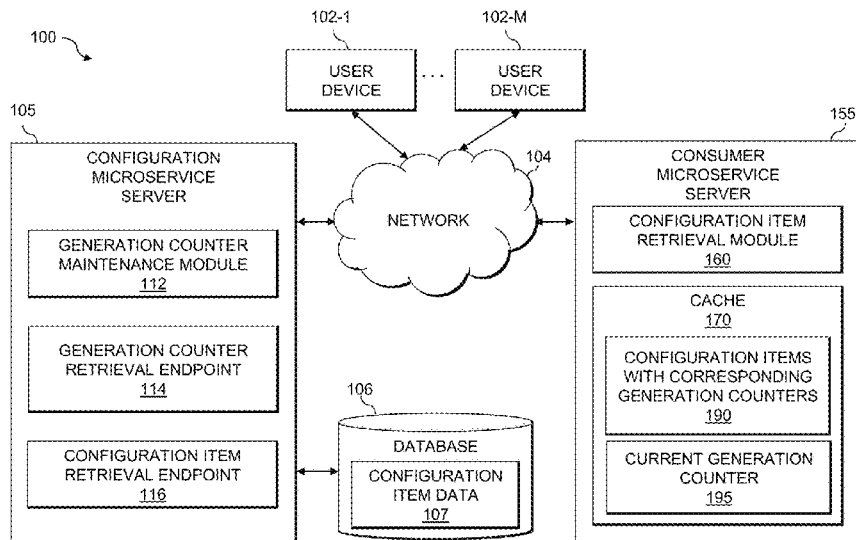 100
102-1
102-M
USER
DEVICE
...
USER
DEVICE
105
CONFIGURATION
MICROSERVICE
SERVER
GENERATION COUNTER
MAINTENANCE MODULE
112
GENERATION COUNTER
RETRIEVAL ENDPOINT
114
CONFIGURATION ITEM
RETRIEVAL ENDPOINT
116
104
NETWORK
106
DATABASE
CONFIGURATION
ITEM DATA
107
155
CONSUMER
MICROSERVICE
SERVER
CONFIGURATION ITEM
RETRIEVAL MODULE
160
CACHE
170
CONFIGURATION ITEMS
WITH CORRESPONDING
GENERATION COUNTERS
190
CURRENT GENERATION
COUNTER
195